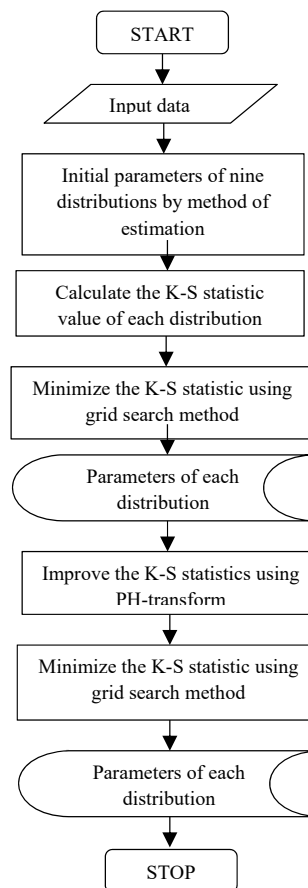 START
Input data
Initial parameters of nine
distributions by method of
estimation
Calculate the K-S statistic
value of each distribution
Minimize the K-S statistic using
grid search method
Parameters of each
distribution
Improve the K-S statistics using
PH-transform
Minimize the K-S statistic using
grid search method
Parameters of each
distribution
STOP